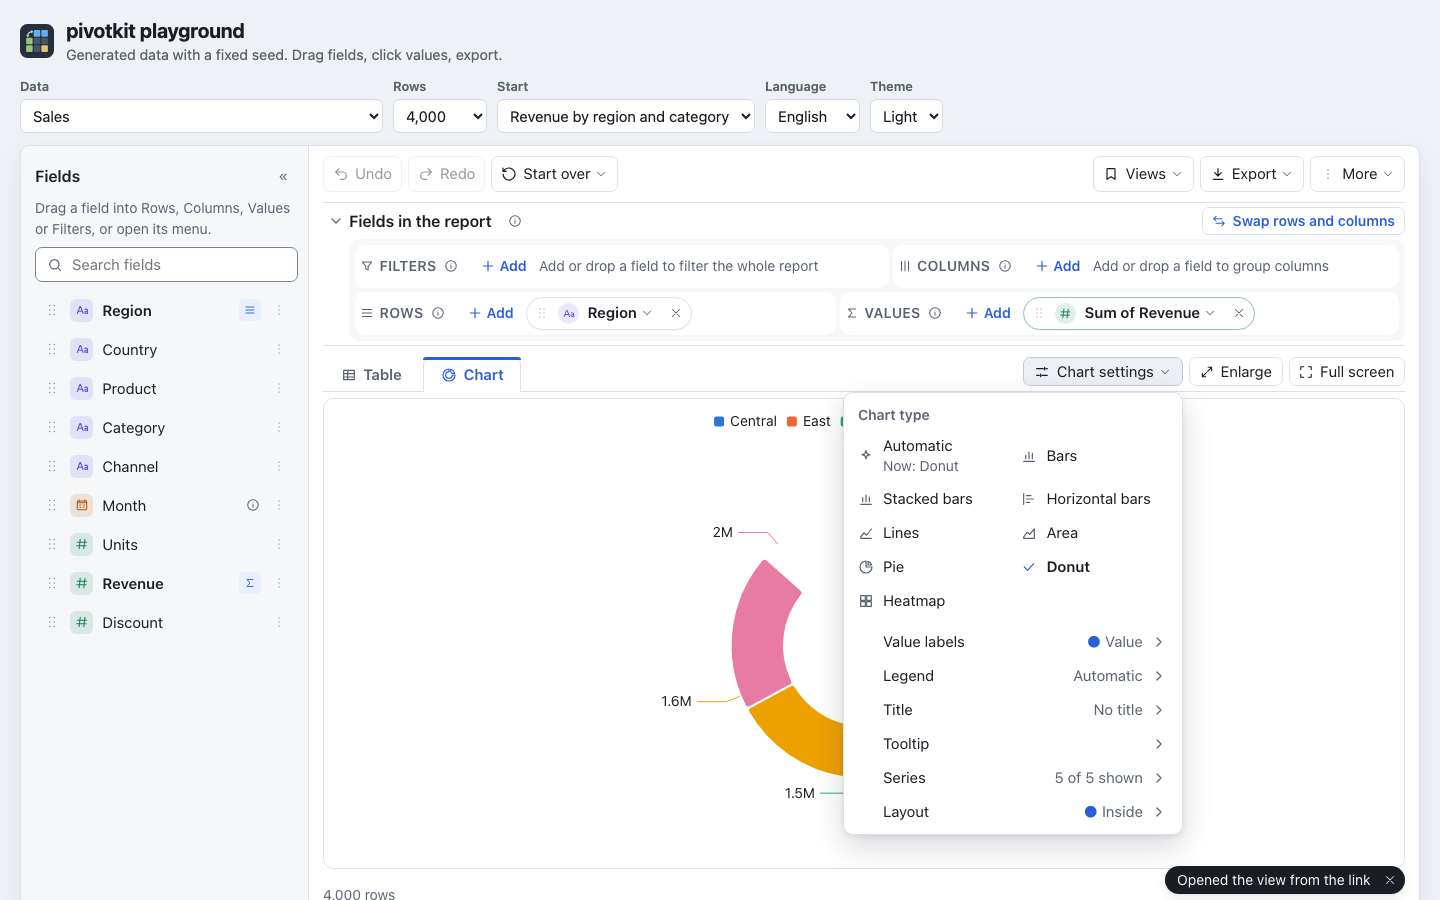 pivotkit playground
Generated data with a fixed seed. Drag fields, click values, export.
Data
Rows
Start
Language
Theme
Sales
4,000
Revenue by region and category
English
Light
Fields
«
Drag a field into Rows, Columns, Values
or Filters, or open its menu.
Search fields
Aa Region
Aa Country
Aa Product
Aa Category
Aa Channel
Month
# Units
# Revenue Σ
# Discount
Undo
Redo
Start over
Views
Export
More
Fields in the report
Swap rows and columns
FILTERS
+ Add
Add or drop a field to filter the whole report
COLUMNS
+ Add
Add or drop a field to group columns
ROWS
+ Add
Aa Region
Σ VALUES
+ Add
# Sum of Revenue
Table
Chart
Chart settings
Enlarge
Full screen
Central
East
2M
1.6M
1.5M
Chart type
Automatic
Now: Donut
Bars
Stacked bars
Horizontal bars
Lines
Area
Pie
Donut
Heatmap
Value labels
Value
Legend
Automatic
Title
No title
Tooltip
Series
5 of 5 shown
Layout
Inside
4,000 rows
Opened the view from the link